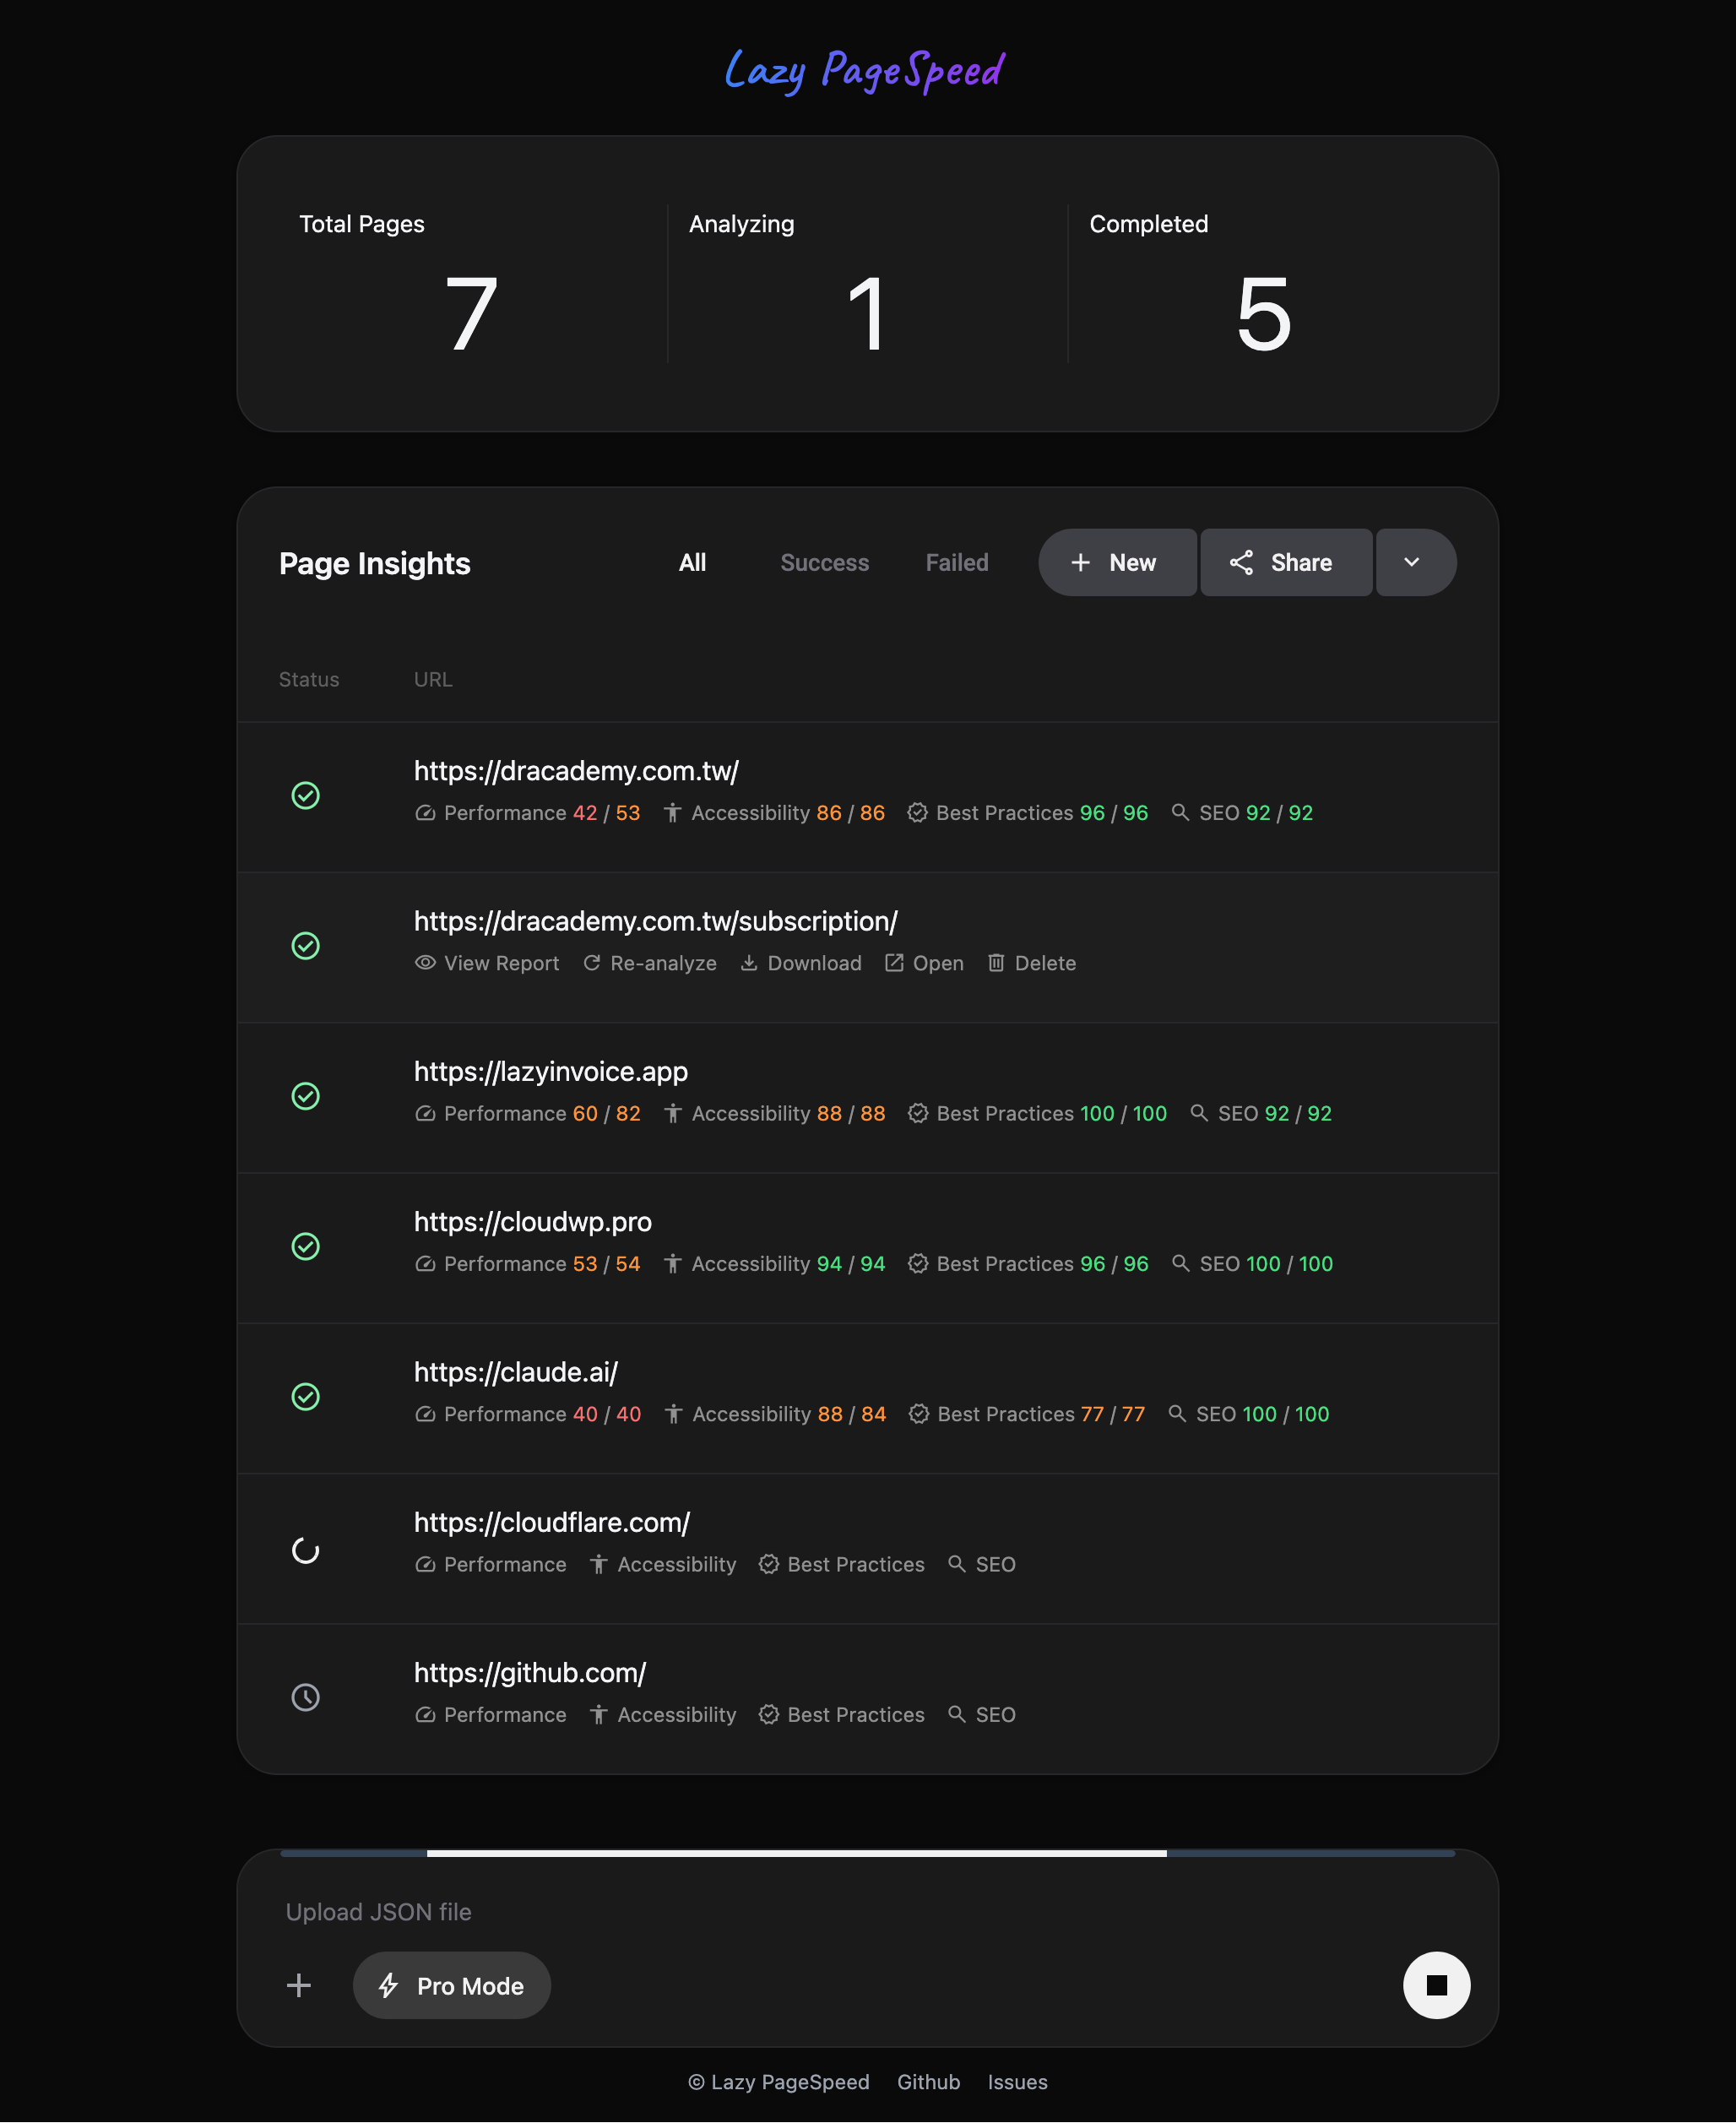 Lazy PageSpeed
Total Pages
7
Analyzing
1
Completed
5
Page Insights
All
Success
Failed
New
Share
Status URL
https://dracademy.com.tw/
Performance 42 / 53 Accessibility 86 / 86 Best Practices 96 / 96 SEO 92 / 92
https://dracademy.com.tw/subscription/
View Report Re-analyze Download Open Delete
https://lazyinvoice.app
Performance 60 / 82 Accessibility 88 / 88 Best Practices 100 / 100 SEO 92 / 92
https://cloudwp.pro
Performance 53 / 54 Accessibility 94 / 94 Best Practices 96 / 96 SEO 100 / 100
https://claude.ai/
Performance 40 / 40 Accessibility 88 / 84 Best Practices 77 / 77 SEO 100 / 100
https://cloudflare.com/
Performance Accessibility Best Practices SEO
https://github.com/
Performance Accessibility Best Practices SEO
Upload JSON file
Pro Mode
© Lazy PageSpeed Github Issues